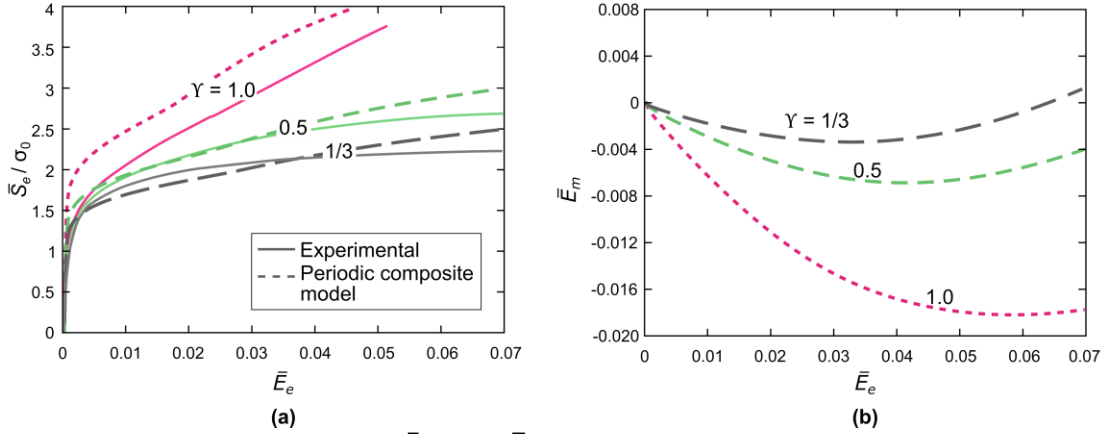 4
3.5
3
2.5
2
1.5
1
0.5
0
S̄e / σ0
ϒ = 1.0
0.5
1/3
Experimental
Periodic composite
model
0 0.01 0.02 0.03 0.04 0.05 0.06 0.07
Ēe
(a)
0.008
0.004
0
-0.004
-0.008
-0.012
-0.016
-0.020
Ēm
ϒ = 1/3
0.5
1.0
0 0.01 0.02 0.03 0.04 0.05 0.06 0.07
Ēe
(b)